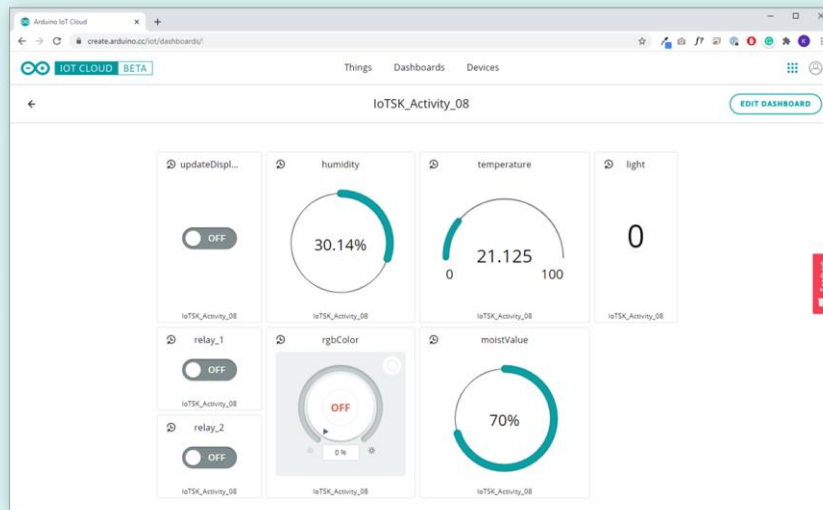 Arduino IoT Cloud
create.arduino.cc/iot/dashboards/
IOT CLOUD BETA
Things Dashboards Devices
IoTSK_Activity_08
EDIT DASHBOARD
updateDispl...
OFF
IoTSK_Activity_08
humidity
30.14%
IoTSK_Activity_08
temperature
21.125
0 100
IoTSK_Activity_08
light
0
IoTSK_Activity_08
relay_1
OFF
IoTSK_Activity_08
relay_2
OFF
IoTSK_Activity_08
rgbColor
OFF
0 %
IoTSK_Activity_08
moistValue
70%
IoTSK_Activity_08